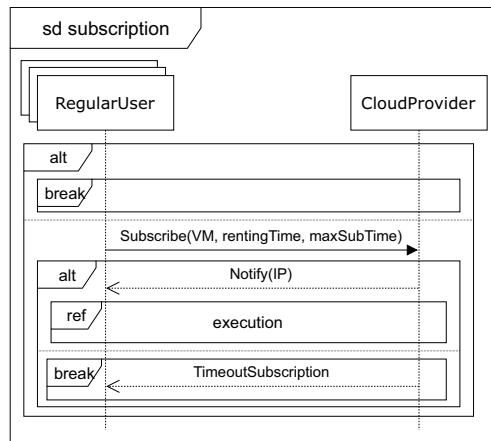 sd subscription
RegularUser
CloudProvider
alt
break
Subscribe(VM, rentingTime, maxSubTime)
alt
Notify(IP)
ref
execution
break
TimeoutSubscription